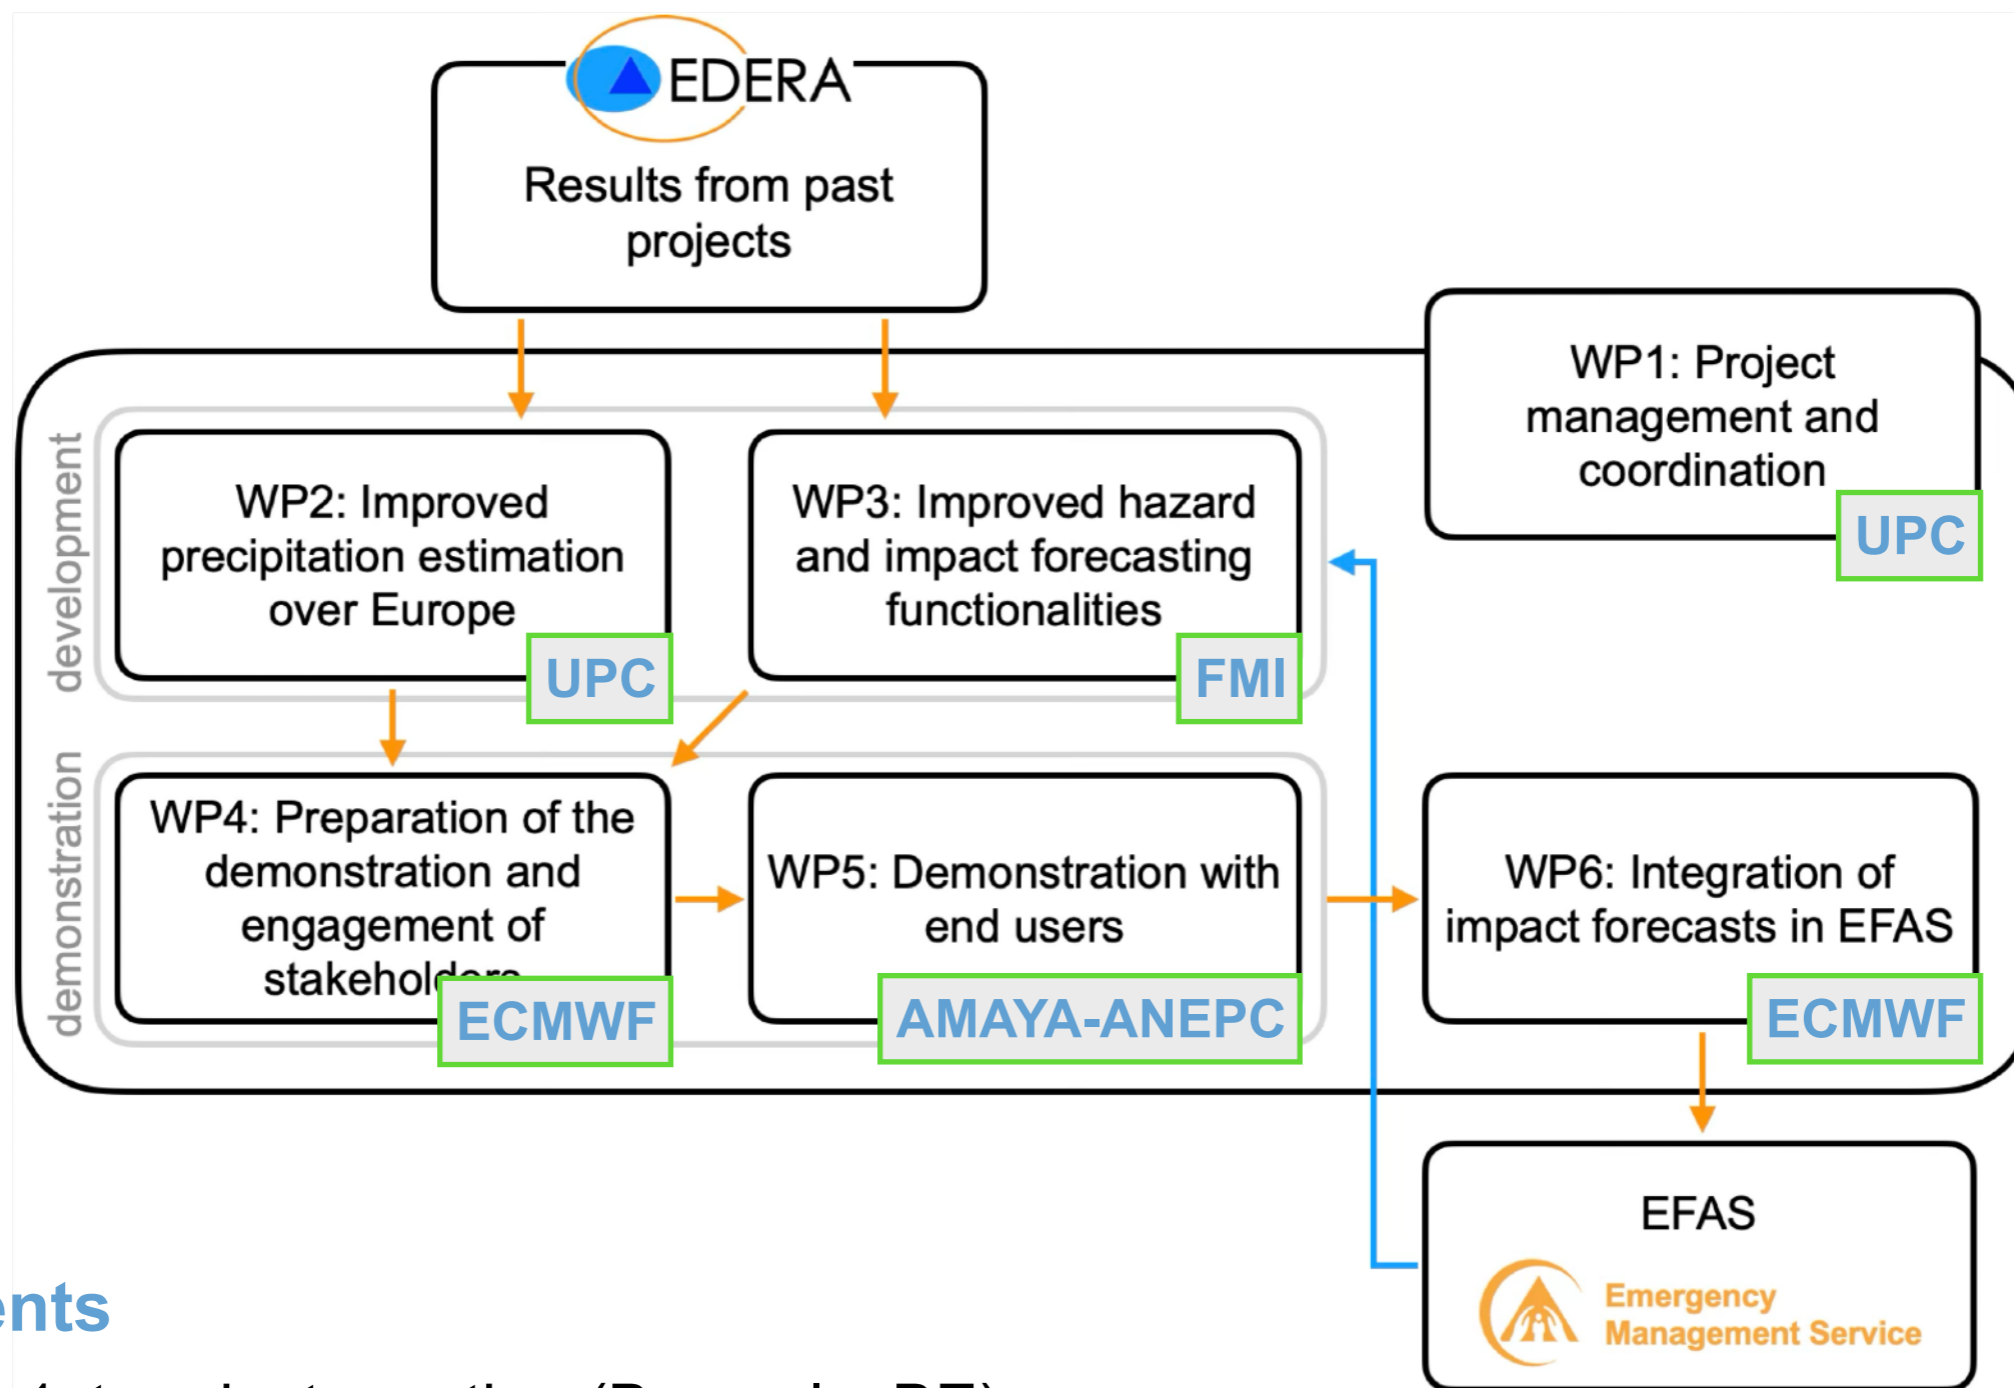 EDERA
Results from past
projects
WP1: Project
management and
coordination
UPC
development
WP2: Improved
precipitation estimation
over Europe
UPC
WP3: Improved hazard
and impact forecasting
functionalities
FMI
demonstration
WP4: Preparation of the
demonstration and
engagement of
ECMWF
WP5: Demonstration with
end users
AMAYA-ANEPC
WP6: Integration of
impact forecasts in EFAS
ECMWF
EFAS
Emergency
Management Service
ents